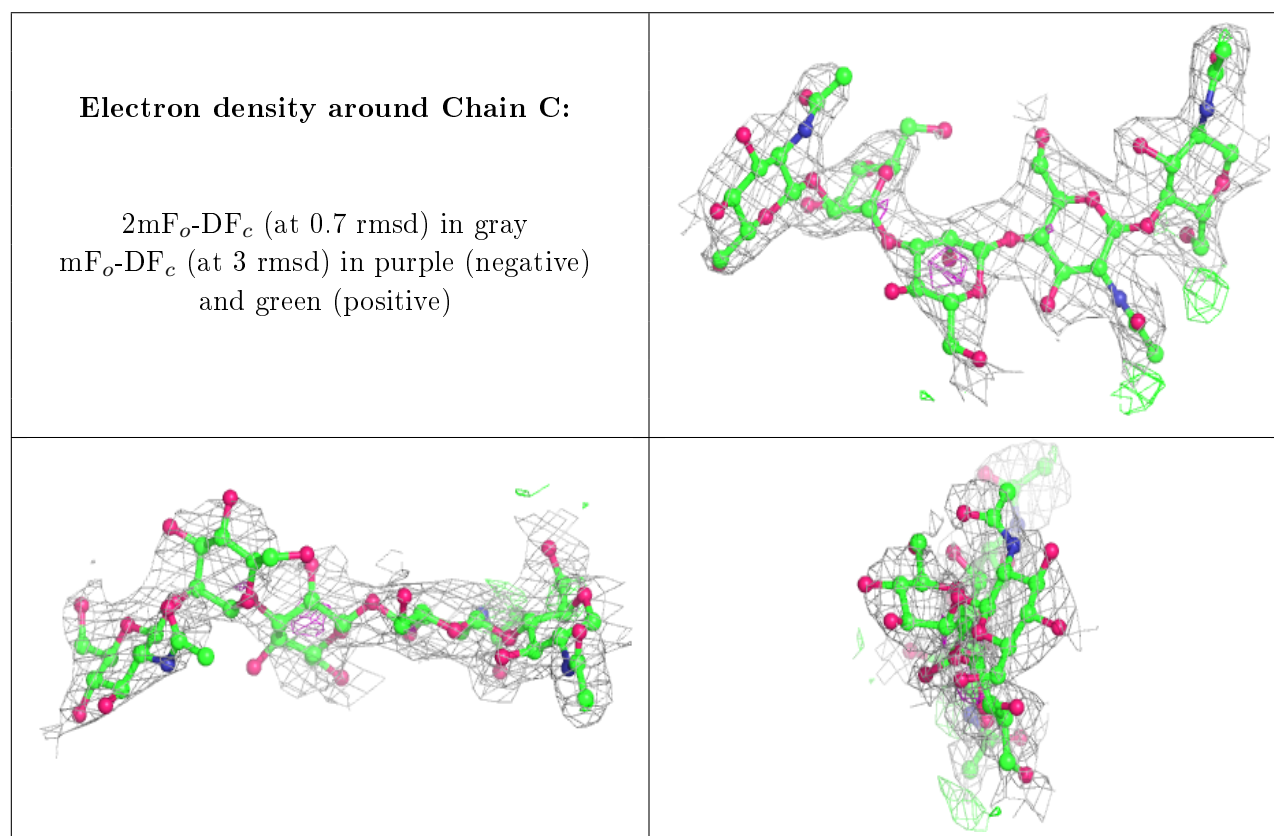 Electron density around Chain C:
2mFo-DFc (at 0.7 rmsd) in gray
mFo-DFc (at 3 rmsd) in purple (negative)
and green (positive)